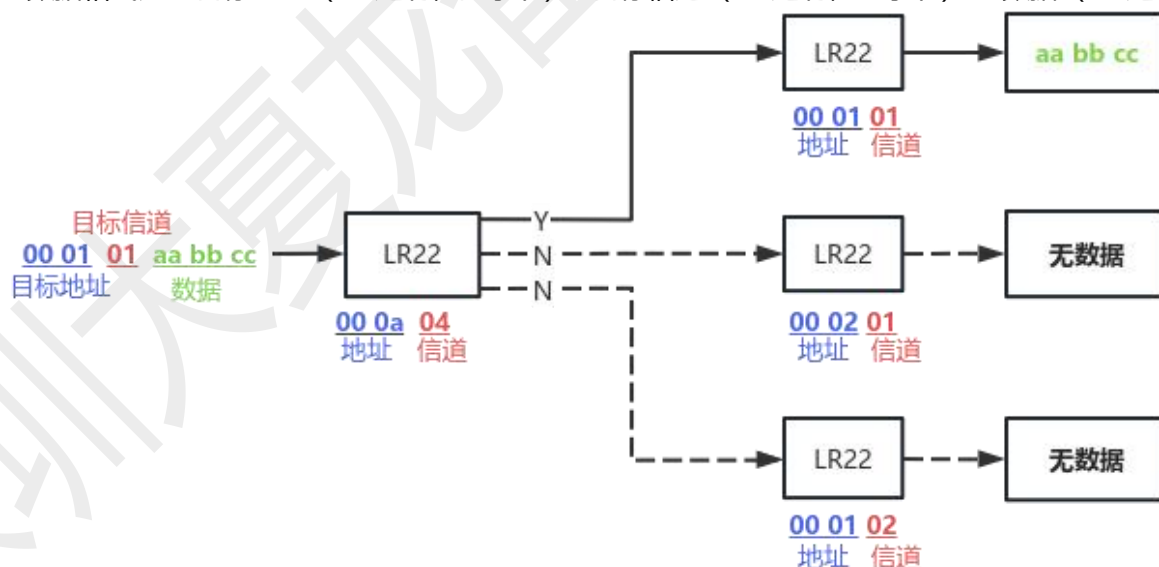 LR22
aa bb cc
00 01 01
地址 信道
Y
目标信道
00 01 01 aa bb cc
目标地址 数据
LR22
N
LR22
无数据
N
00 0a 04
地址 信道
00 02 01
地址 信道
LR22
无数据
00 01 02
地址 信道